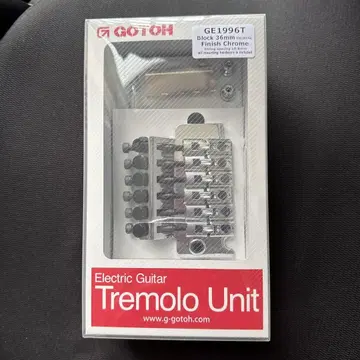 GOTOH
GE1996T
Block 36mm
Finish Chrome
Electric Guitar
Tremolo Unit
www.g-gotoh.com